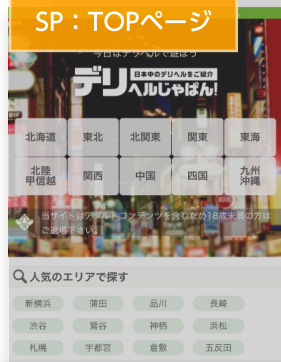 SP：TOPページ
今日はデリヘルで遊ぼう
デリヘルじゃぱん!
日本中のデリヘルをご紹介
北海道 東北 北関東 関東 東海
北陸甲信越 関西 中国 四国 九州沖縄
当サイトはアダルトコンテンツを含むため18歳未満の方は
ご退場下さい。
人気のエリアで探す
新横浜 蒲田 品川 長崎
渋谷 鶯谷 神栖 浜松
札幌 宇都宮 倉敷 五反田